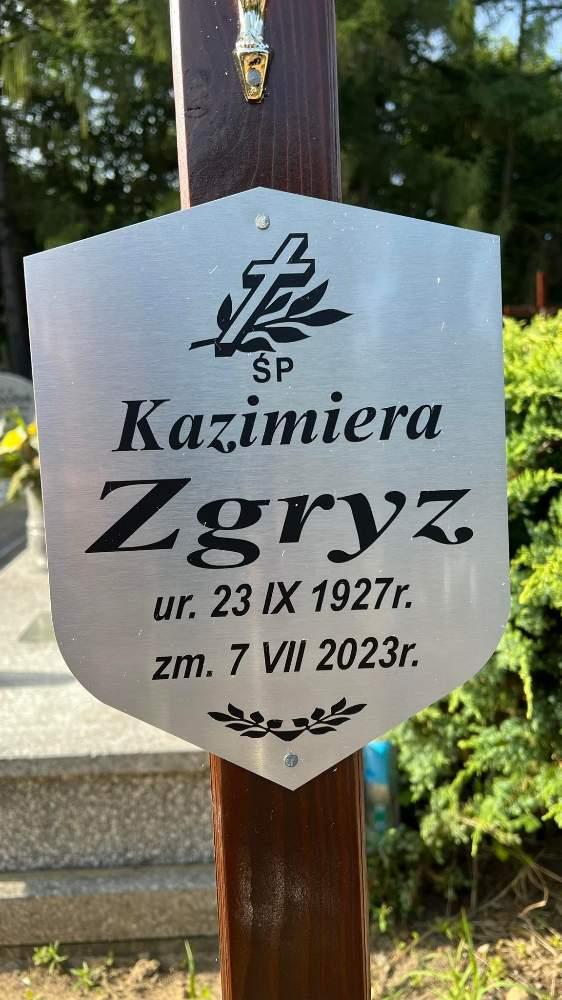 ŚP
Kazimiera
Zgryz
ur. 23 IX 1927r.
zm. 7 VII 2023r.